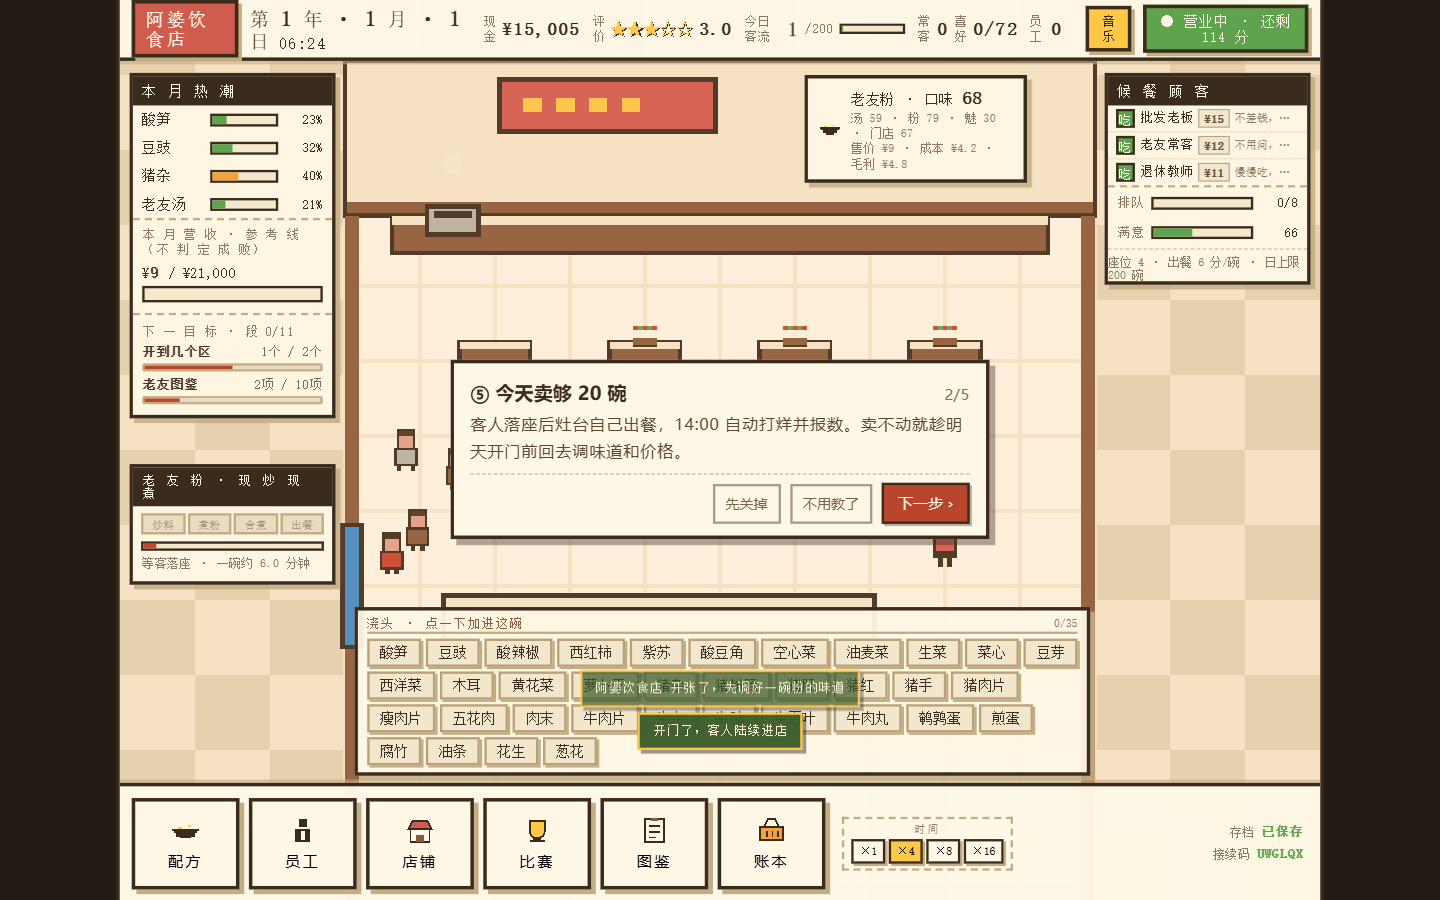 阿婆饮食店
第 1 年 · 1 月 · 1 日 06:24
现金 ¥15,005
评价 3.0
今日客流 1 /200
常客 0
喜好 0/72
员工 0
音乐
营业中 · 还剩 114 分
本月热潮
酸笋 23%
豆豉 32%
猪杂 40%
老友汤 21%
本月营收 · 参考线
(不判定成败)
¥9 / ¥21,000
下一目标 · 段 0/11
开到几个区 1个 / 2个
老友图鉴 2项 / 10项
老友粉 · 现炒现煮
炒料 煮粉 合煮 出餐
等客落座 · 一碗约 6.0 分钟
老友粉 · 口味 68
汤 59 · 粉 79 · 魅 30
· 门店 67
售价 ¥9 · 成本 ¥4.2 ·
毛利 ¥4.8
候餐顾客
吃 批发老板 ¥15 不差钱，…
吃 老友常客 ¥12 不用问，…
吃 退休教师 ¥11 慢慢吃，…
排队 0/8
满意 66
座位 4 · 出餐 6 分/碗 · 日上限
200 碗
⑤ 今天卖够 20 碗 2/5
客人落座后灶台自己出餐，14:00 自动打烊并报数。卖不动就趁明
天开门前回去调味道和价格。
先关掉 不用教了 下一步 ›
浇头 · 点一下加进这碗 0/35
酸笋 豆豉 酸辣椒 西红柿 紫苏 酸豆角 空心菜 油麦菜 生菜 菜心 豆芽
西洋菜 木耳 黄花菜 猪红 猪手 猪肉片
阿婆饮食店 开张了，先调好一碗粉的味道
瘦肉片 五花肉 肉末 牛肉片 牛肉丸 鹌鹑蛋 煎蛋
开门了，客人陆续进店
腐竹 油条 花生 葱花
配方 员工 店铺 比赛 图鉴 账本
时间
×1 ×4 ×8 ×16
存档 已保存
接续码 UWGLQX